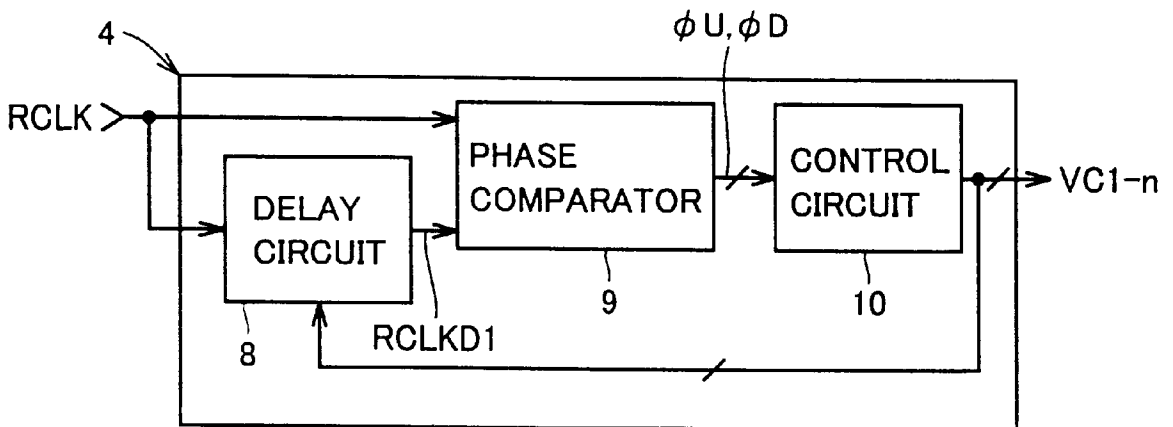 4
φU, φD
RCLK
PHASE
COMPARATOR
CONTROL
CIRCUIT
VC1-n
DELAY
CIRCUIT
9
10
8
RCLKD1